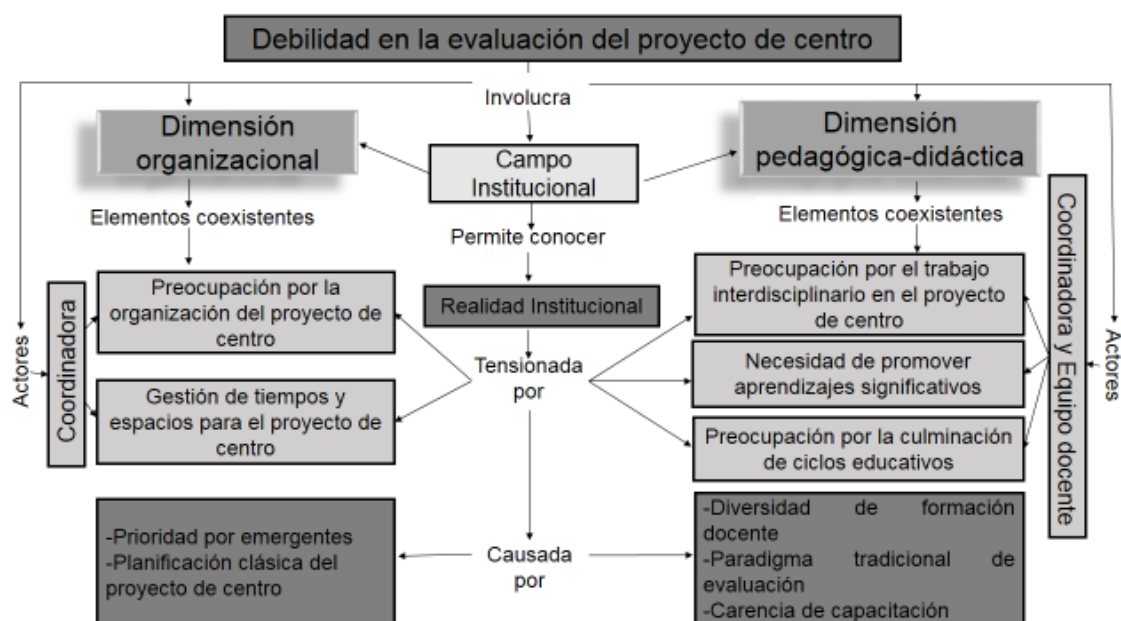 Debilidad en la evaluación del proyecto de centro
Involucra
Dimensión
organizacional
Campo
Institucional
Dimensión
pedagógica-didáctica
Elementos coexistentes
Permite conocer
Elementos coexistentes
Actores
Coordinadora
Preocupación por la
organización del proyecto de
centro
Gestión de tiempos y
espacios para el proyecto de
centro
Realidad Institucional
Tensionada
por
Preocupación por el trabajo
interdisciplinario en el proyecto
de centro
Necesidad de promover
aprendizajes significativos
Preocupación por la culminación
de ciclos educativos
Coordinadora y Equipo docente
Actores
-Prioridad por emergentes
-Planificación clásica del
proyecto de centro
Causada
por
-Diversidad de formación
docente
-Paradigma tradicional de
evaluación
-Carencia de capacitación